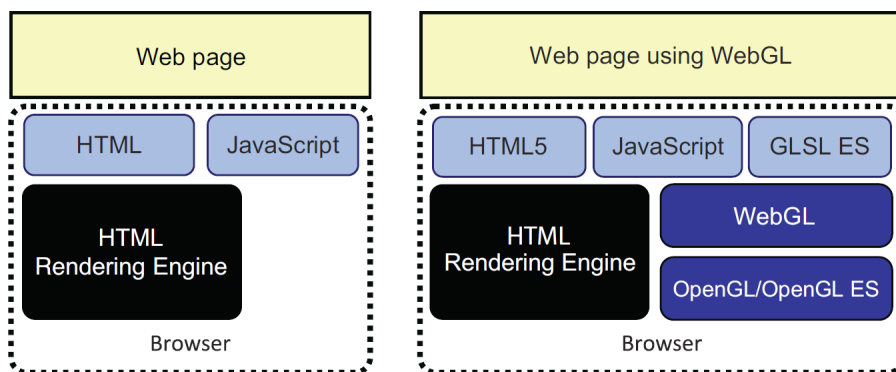 Web page
HTML
JavaScript
HTML
Rendering Engine
Browser
Web page using WebGL
HTML5
JavaScript
GLSL ES
HTML
Rendering Engine
WebGL
OpenGL/OpenGL ES
Browser